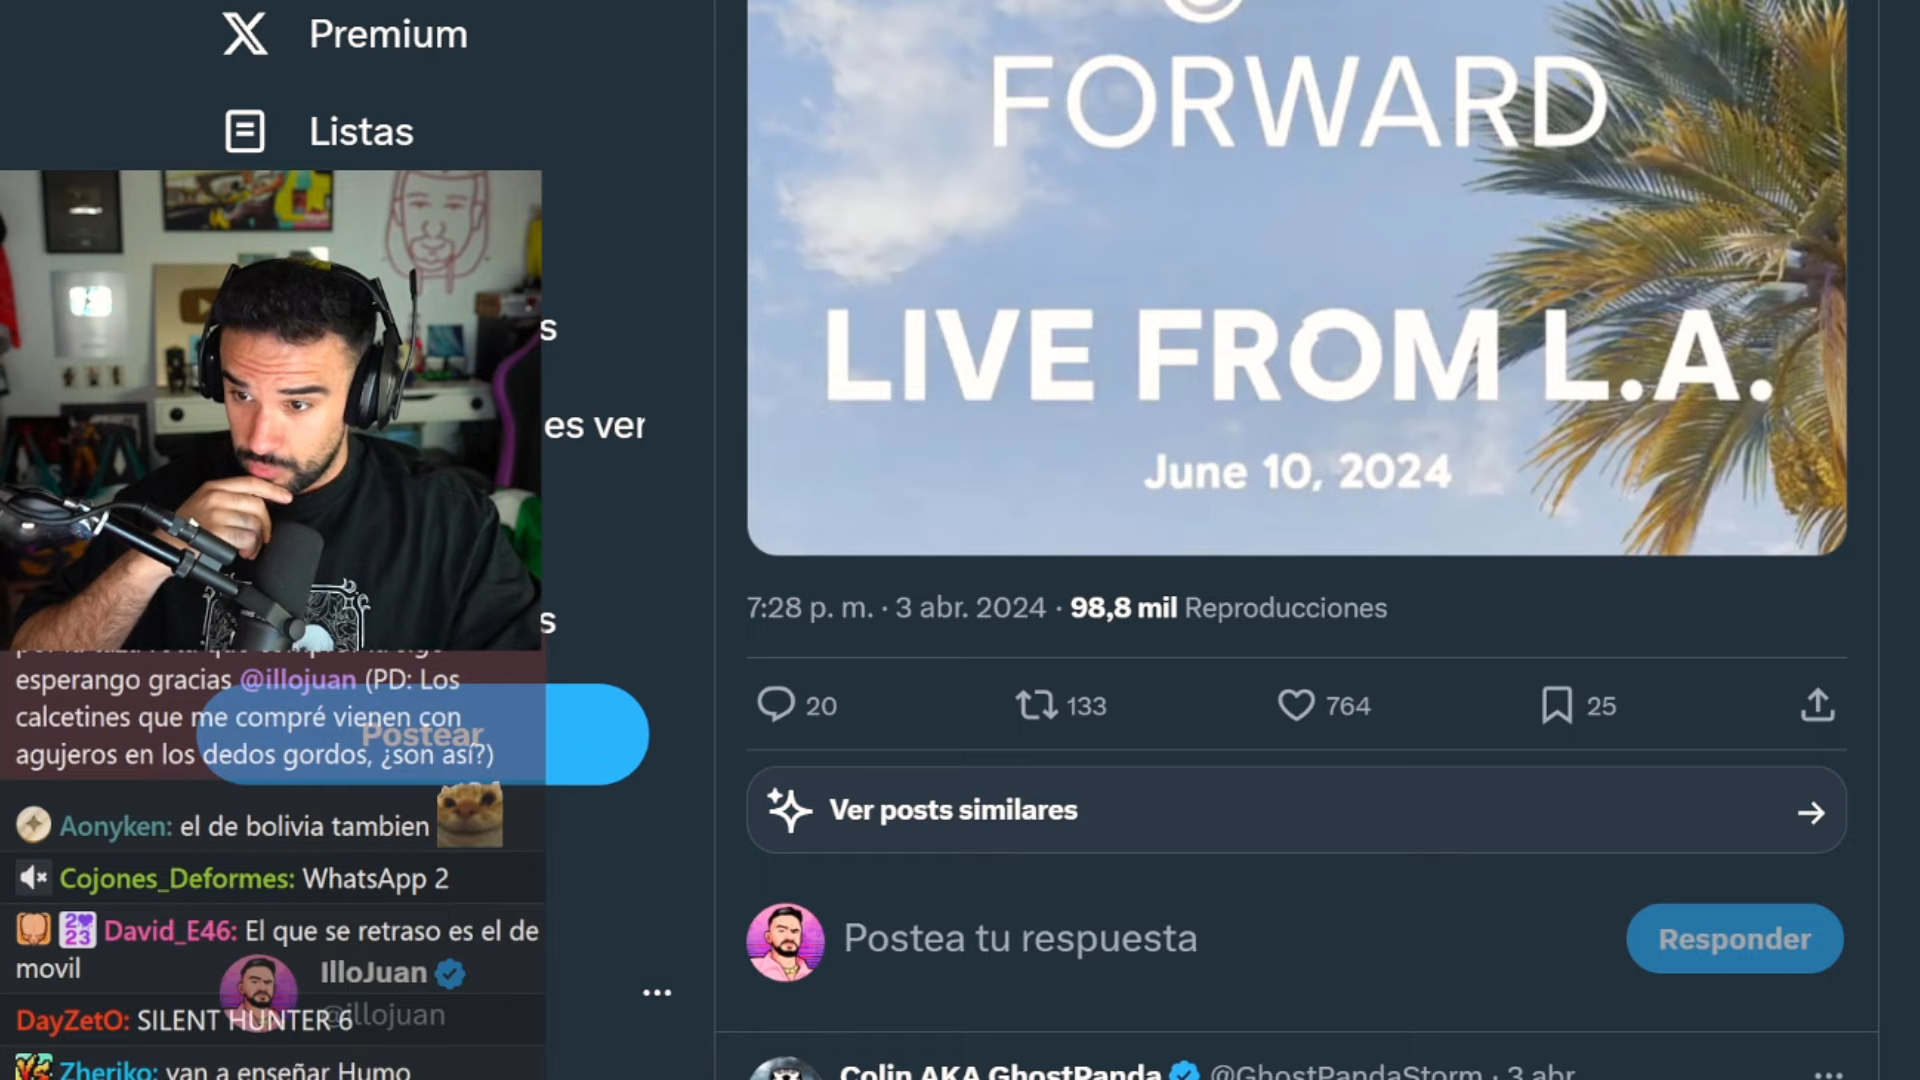 Premium
Listas
s
es ver
s
esperango gracias @illojuan (PD: Los
calcetines que me compré vienen con
agujeros en los dedos gordos, ¿son así?)
Postear
Aonyken: el de bolivia tambien
Cojones_Deformes: WhatsApp 2
2 23 David_E46: El que se retraso es el de
movil
IlloJuan
@illojuan
DayZetO: SILENT HUNTER 6
Zheriko: van a enseñar Humo
FORWARD
LIVE FROM L.A.
June 10, 2024
7:28 p. m. · 3 abr. 2024 · 98,8 mil Reproducciones
20 133 764 25
Ver posts similares
Postea tu respuesta
Responder
Colin AKA GhostPanda @GhostPandaStorm · 3 abr.